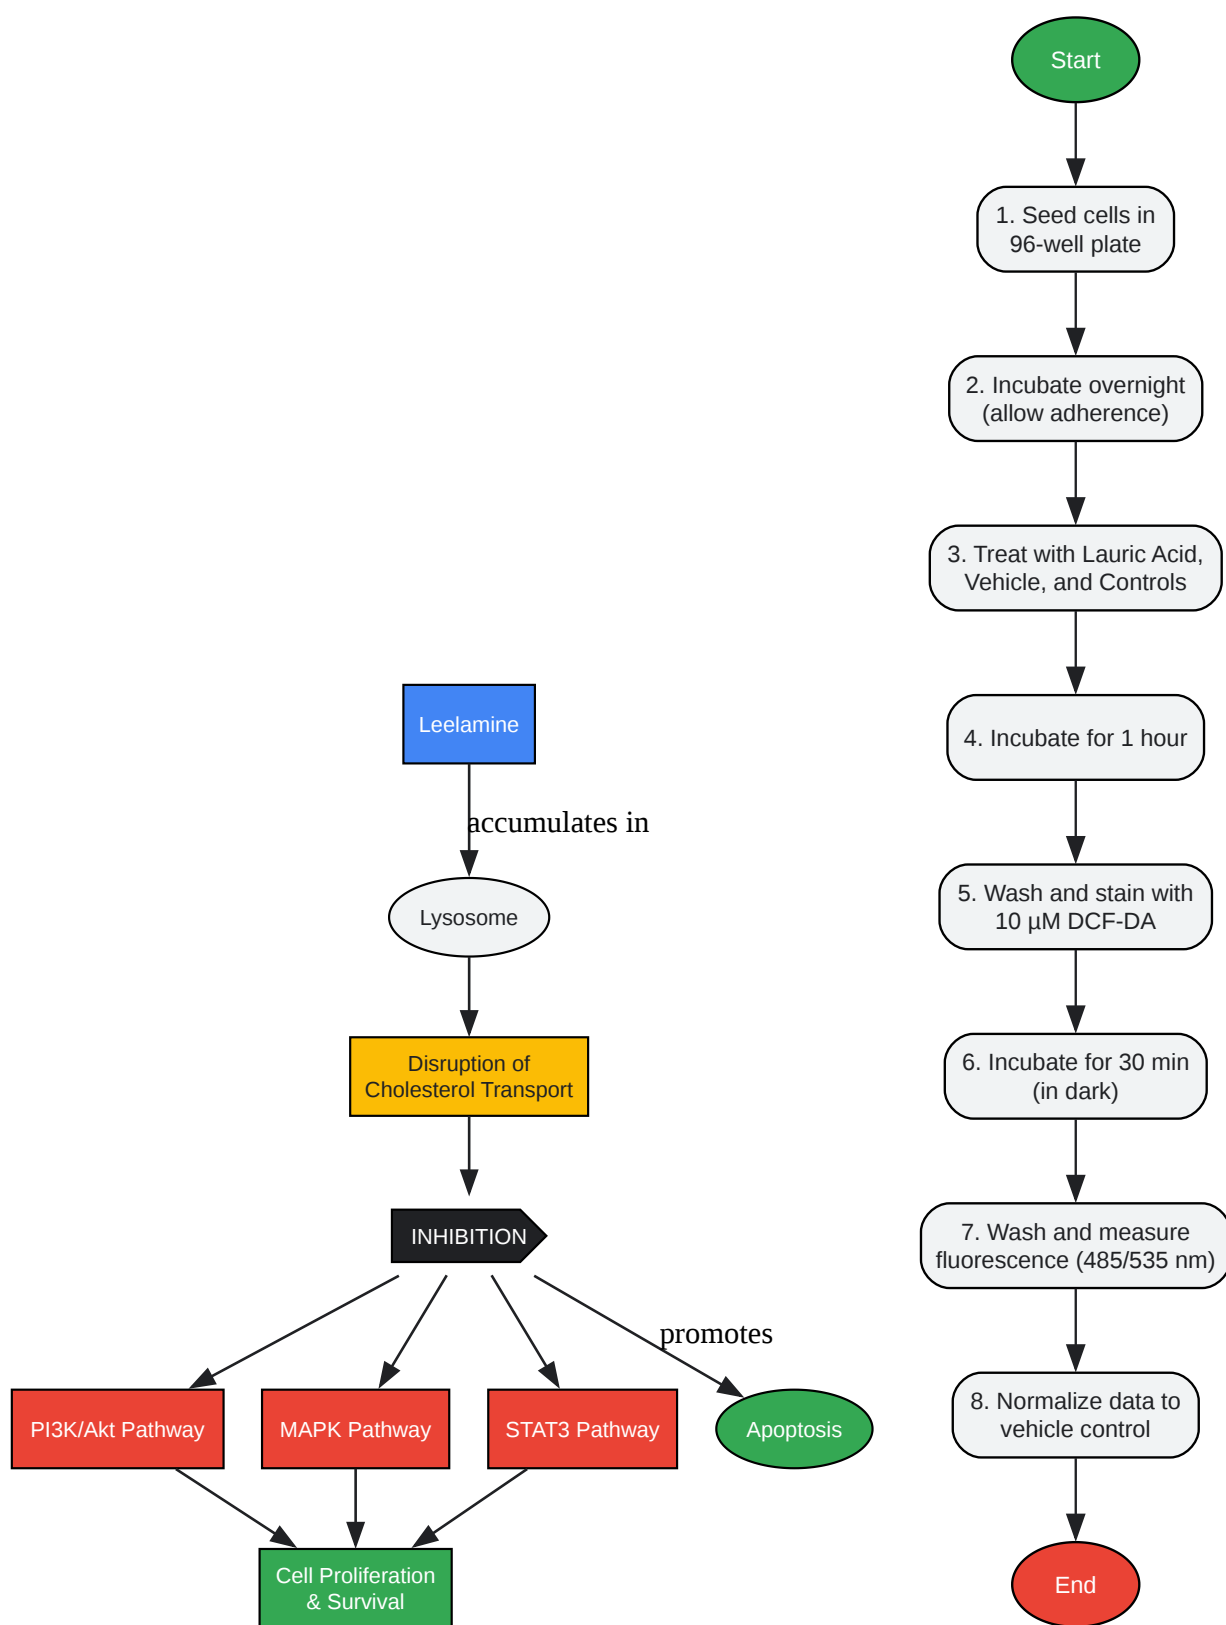 Leelamine
accumulates in
Lysosome
Disruption of
Cholesterol Transport
INHIBITION
promotes
PI3K/Akt Pathway
MAPK Pathway
STAT3 Pathway
Apoptosis
Cell Proliferation
& Survival
Start
1. Seed cells in
96-well plate
2. Incubate overnight
(allow adherence)
3. Treat with Lauric Acid,
Vehicle, and Controls
4. Incubate for 1 hour
5. Wash and stain with
10 µM DCF-DA
6. Incubate for 30 min
(in dark)
7. Wash and measure
fluorescence (485/535 nm)
8. Normalize data to
vehicle control
End